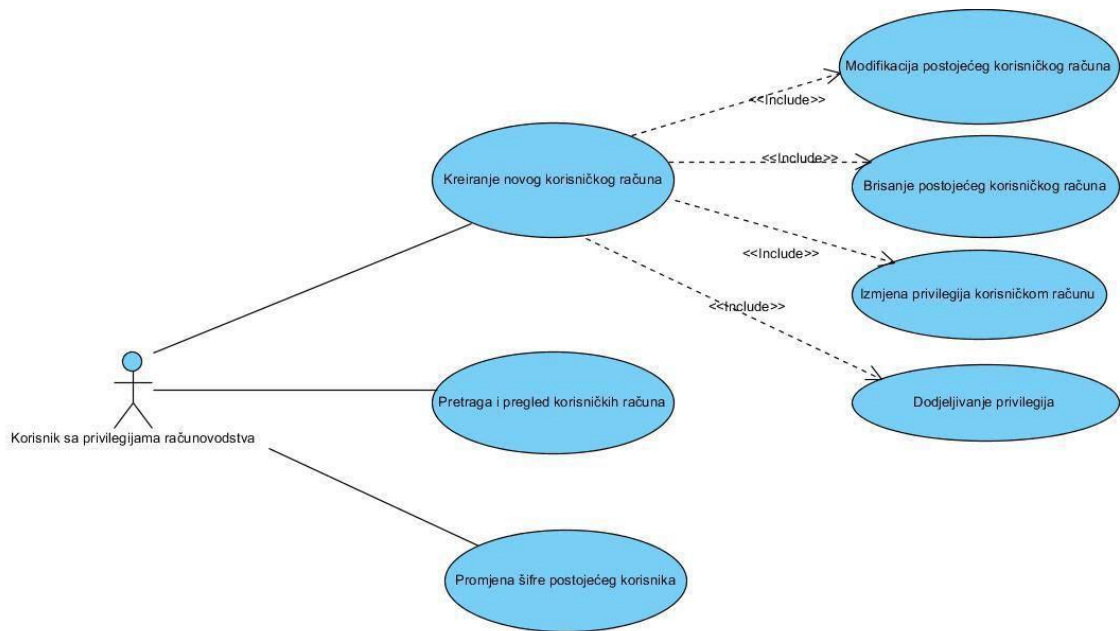 Modifikacija postojećeg korisničkog računa
<<Include>>
Kreiranje novog korisničkog računa
<<Include>>
Brisanje postojećeg korisničkog računa
<<Include>>
Izmjena privilegija korisničkom računu
<<Include>>
Dodjeljivanje privilegija
Pretraga i pregled korisničkih računa
Korisnik sa privilegijama računovodstva
Promjena šifre postojećeg korisnika